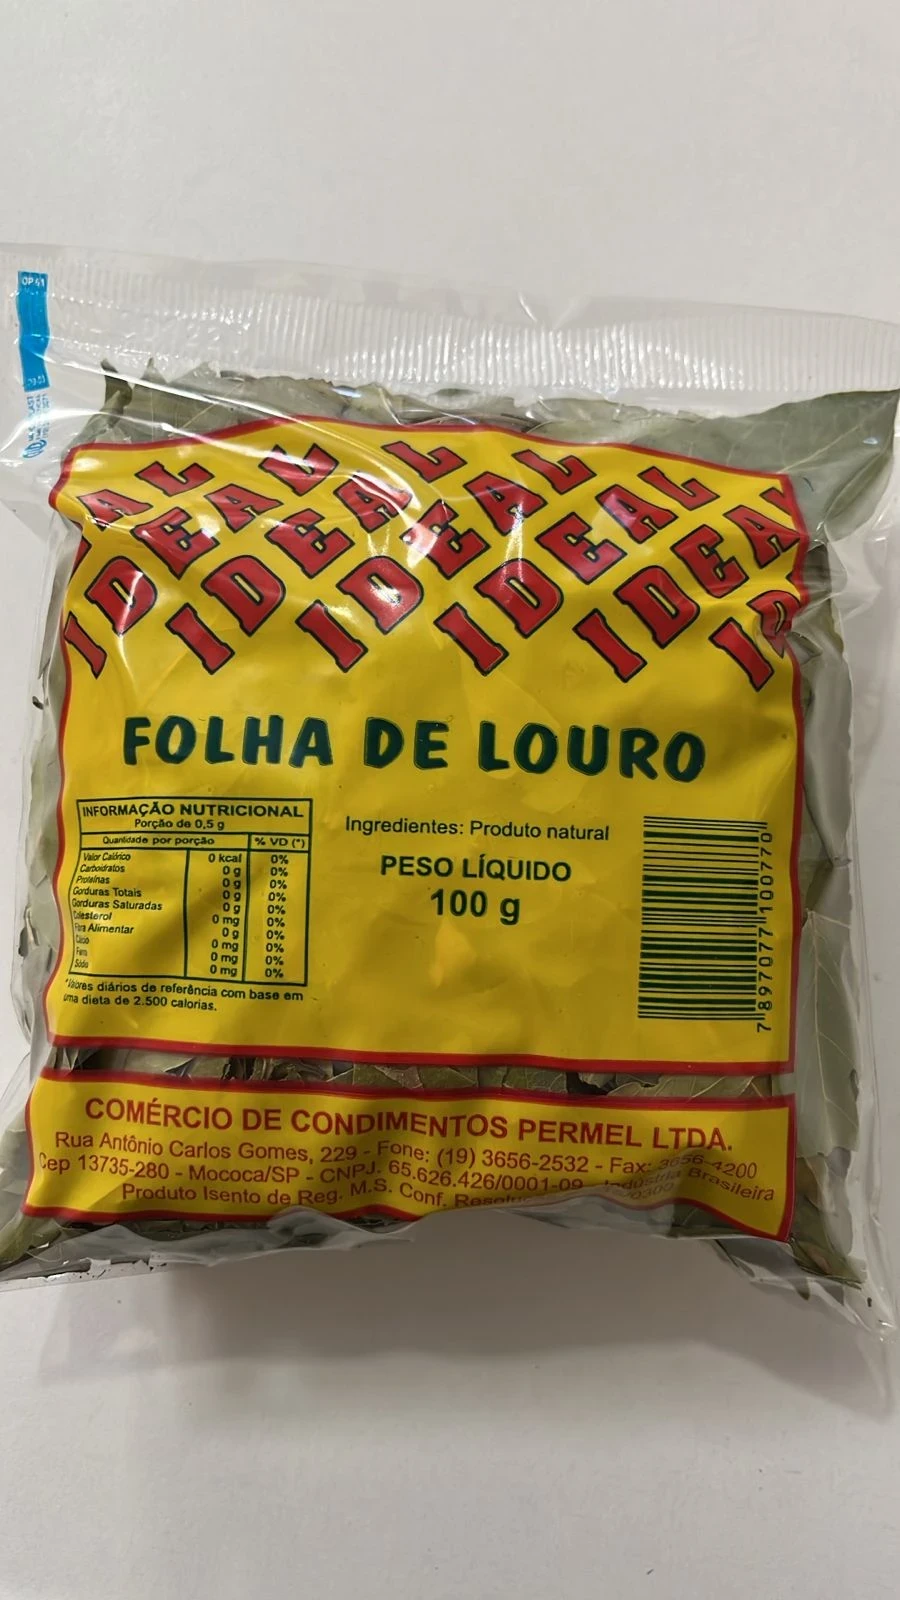 OP 51
IDEAL IDEAL IDEAL IDEAL IDEAL IDEAL
FOLHA DE LOURO
INFORMAÇÃO NUTRICIONAL
Porção de 0,5 g
Quantidade por porção % VD (*)
Valor Calórico 0 kcal 0%
Carboidratos 0 g 0%
Proteínas 0 g 0%
Gorduras Totais 0 g 0%
Gorduras Saturadas 0 g 0%
Colesterol 0 mg 0%
Fibra Alimentar 0 g 0%
Cálcio 0 mg 0%
Ferro 0 mg 0%
Sódio 0 mg 0%
*Valores diários de referência com base em
uma dieta de 2.500 calorias.
Ingredientes: Produto natural
PESO LÍQUIDO
100 g
7 897077 100770
COMÉRCIO DE CONDIMENTOS PERMEL LTDA.
Rua Antônio Carlos Gomes, 229 - Fone: (19) 3656-2532 - Fax: 3656-4200
Cep 13735-280 - Mococa/SP - CNPJ. 65.626.426/0001-09 Indústria Brasileira
Produto Isento de Reg. M.S. Conf.